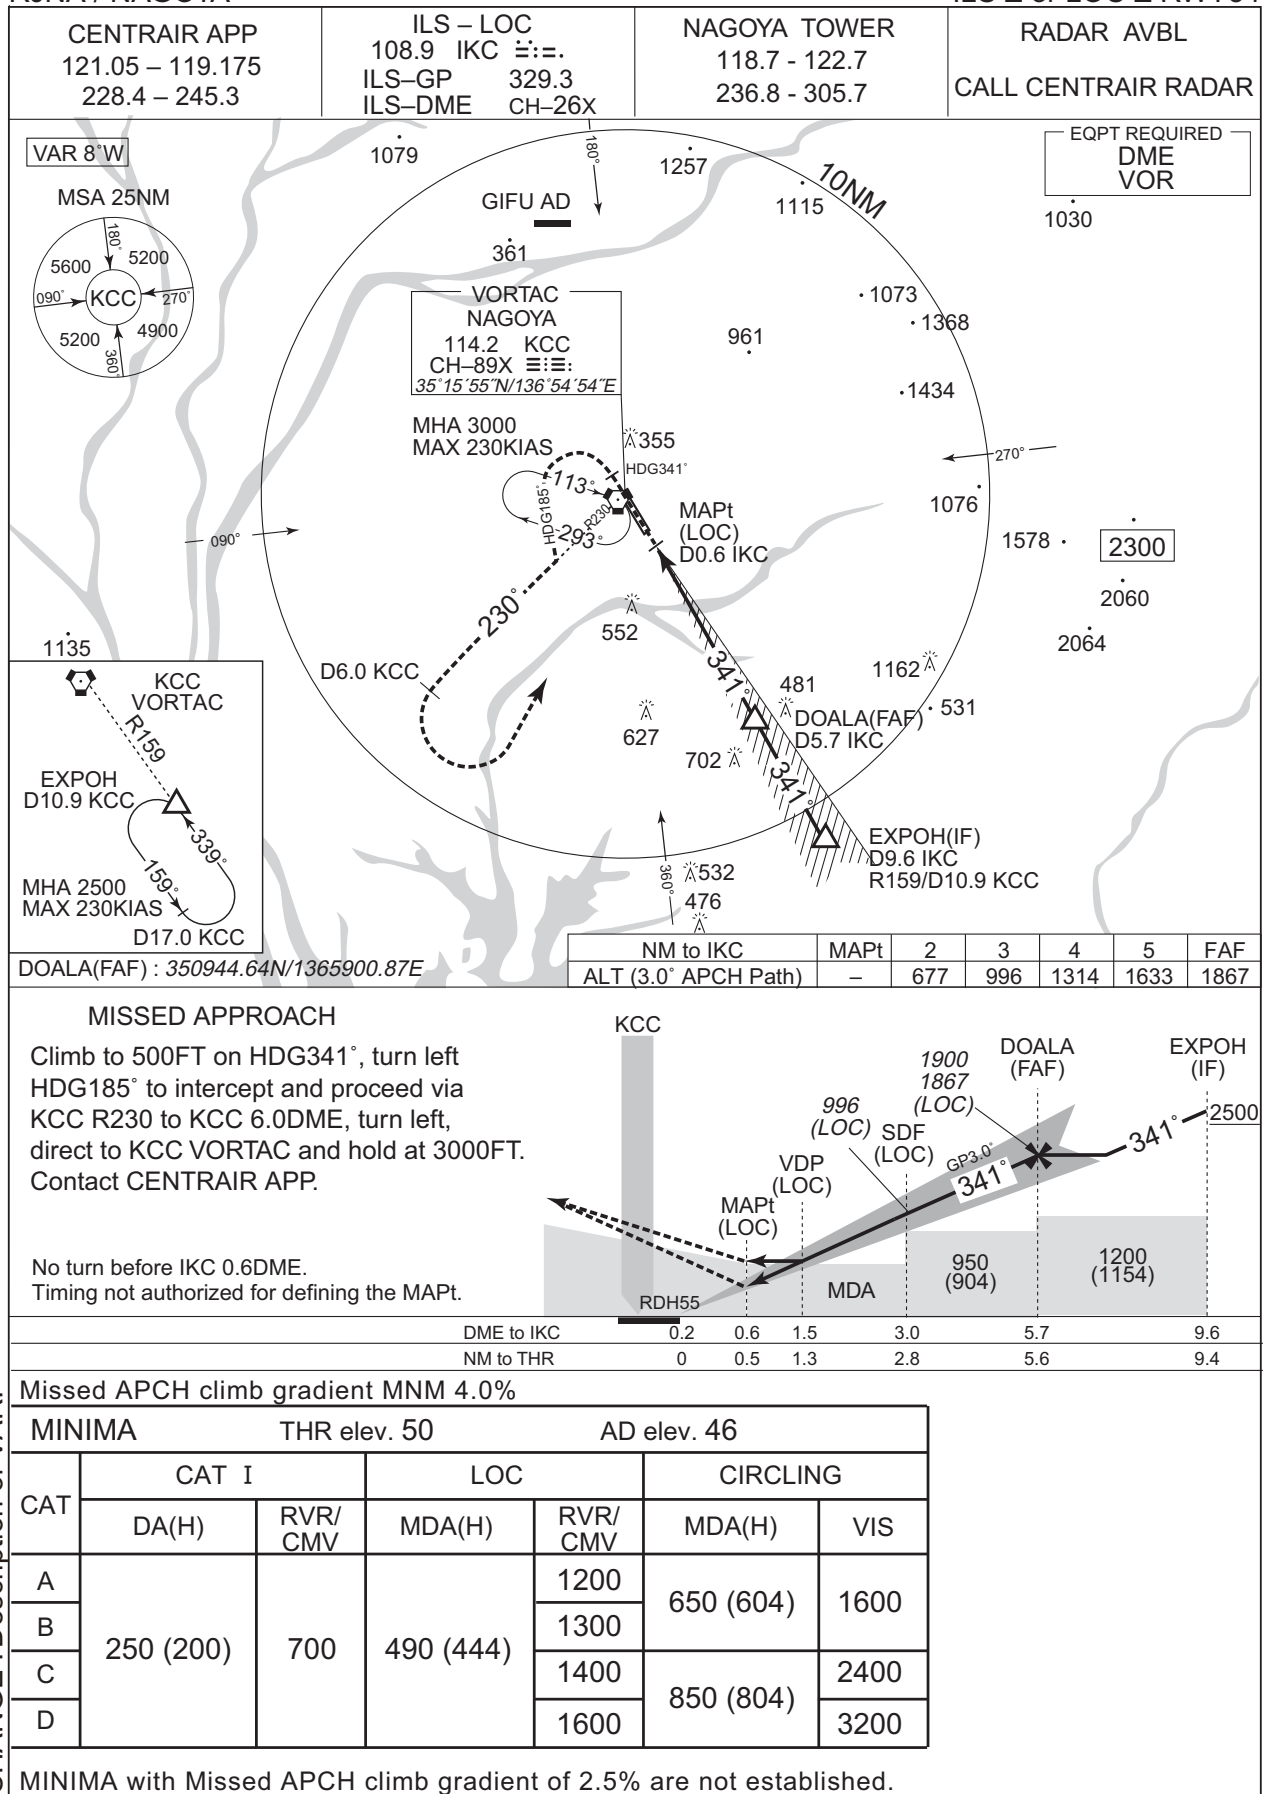 CENTRAIR APP
121.05 – 119.175
228.4 – 245.3
ILS – LOC
108.9 IKC
ILS–GP 329.3
ILS–DME CH–26X
NAGOYA TOWER
118.7 - 122.7
236.8 - 305.7
RADAR AVBL
CALL CENTRAIR RADAR
VAR 8°W
MSA 25NM
180°
5600
5200
090°
KCC
270°
5200
4900
360°
1079
180°
1257
10NM
1115
EQPT REQUIRED
DME
VOR
1030
GIFU AD
361
VORTAC
NAGOYA
114.2 KCC
CH–89X
35°15´55˝N/136°54´54˝E
1073
1368
961
1434
MHA 3000
MAX 230KIAS
355
HDG341°
113°
HDG185°
R230
293°
270°
1076
MAPt
(LOC)
D0.6 IKC
1578
2300
090°
2060
230°
552
2064
1135
341°
1162
D6.0 KCC
481
531
DOALA(FAF)
D5.7 IKC
627
702
341°
KCC
VORTAC
R159
EXPOH
D10.9 KCC
339°
159°
MHA 2500
MAX 230KIAS
D17.0 KCC
EXPOH(IF)
D9.6 IKC
R159/D10.9 KCC
360°
532
476
DOALA(FAF) : 350944.64N/1365900.87E
NM to IKC MAPt 2 3 4 5 FAF
ALT (3.0° APCH Path) – 677 996 1314 1633 1867
MISSED APPROACH
Climb to 500FT on HDG341°, turn left
HDG185° to intercept and proceed via
KCC R230 to KCC 6.0DME, turn left,
direct to KCC VORTAC and hold at 3000FT.
Contact CENTRAIR APP.
No turn before IKC 0.6DME.
Timing not authorized for defining the MAPt.
KCC
DOALA
(FAF)
EXPOH
(IF)
1900
1867
(LOC)
996
(LOC)
SDF
(LOC)
VDP
(LOC)
MAPt
(LOC)
GP3.0°
341°
341°
2500
950
(904)
1200
(1154)
MDA
RDH55
DME to IKC 0.2 0.6 1.5 3.0 5.7 9.6
NM to THR 0 0.5 1.3 2.8 5.6 9.4
Missed APCH climb gradient MNM 4.0%
MINIMA THR elev. 50 AD elev. 46
CAT CAT I LOC CIRCLING
DA(H) RVR/CMV MDA(H) RVR/CMV MDA(H) VIS
A 250 (200) 700 490 (444) 1200 650 (604) 1600
B 1300
C 1400 850 (804) 2400
D 1600 3200
MINIMA with Missed APCH climb gradient of 2.5% are not established.